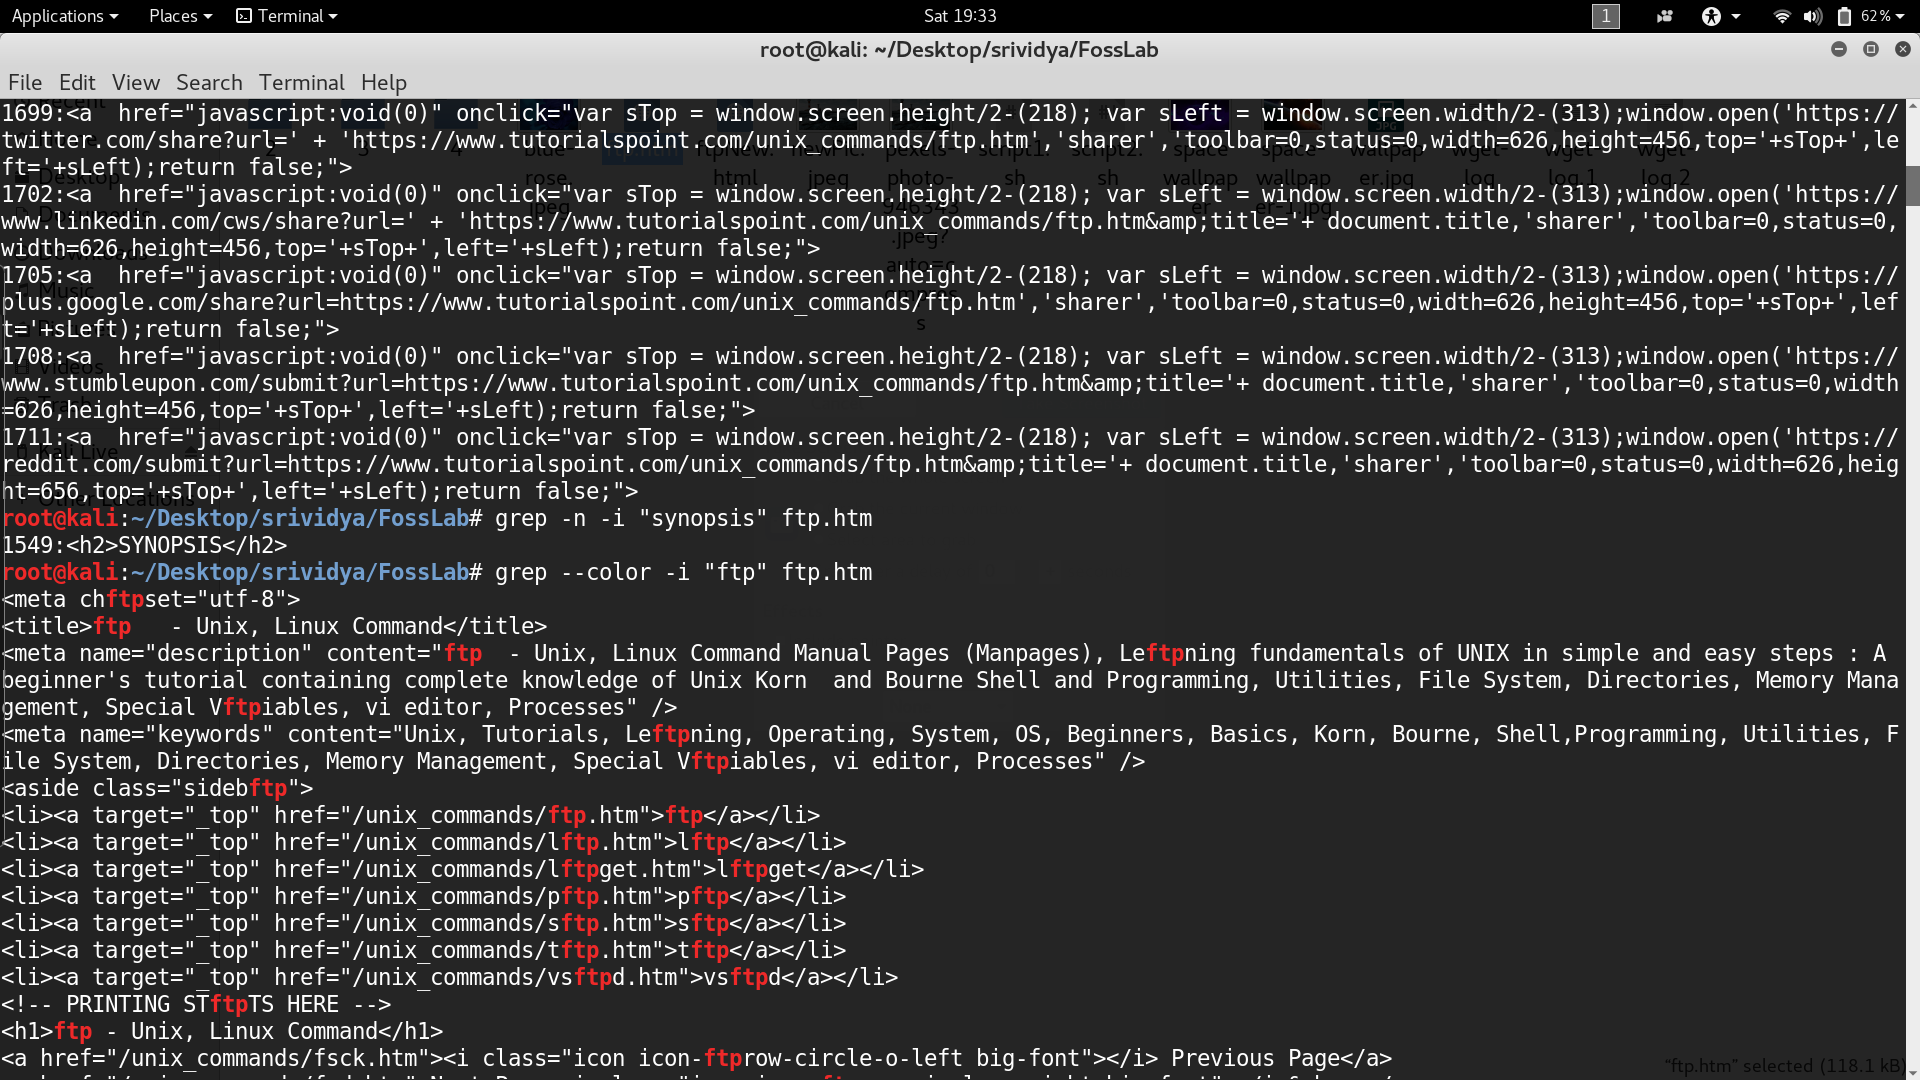 Applications Places Terminal Sat 19:33 1 62%
root@kali: ~/Desktop/srividya/FossLab
File Edit View Search Terminal Help
1699:<a  href="javascript:void(0)" onclick="var sTop = window.screen.height/2-(218); var sLeft = window.screen.width/2-(313);window.open('https://
twitter.com/share?url=' + 'https://www.tutorialspoint.com/unix_commands/ftp.htm','sharer','toolbar=0,status=0,width=626,height=456,top='+sTop+',le
ft='+sLeft);return false;">
1702:<a  href="javascript:void(0)" onclick="var sTop = window.screen.height/2-(218); var sLeft = window.screen.width/2-(313);window.open('https://
www.linkedin.com/cws/share?url=' + 'https://www.tutorialspoint.com/unix_commands/ftp.htm&amp;title='+ document.title,'sharer','toolbar=0,status=0,
width=626,height=456,top='+sTop+',left='+sLeft);return false;">
1705:<a  href="javascript:void(0)" onclick="var sTop = window.screen.height/2-(218); var sLeft = window.screen.width/2-(313);window.open('https://
plus.google.com/share?url=https://www.tutorialspoint.com/unix_commands/ftp.htm','sharer','toolbar=0,status=0,width=626,height=456,top='+sTop+',lef
t='+sLeft);return false;">
1708:<a  href="javascript:void(0)" onclick="var sTop = window.screen.height/2-(218); var sLeft = window.screen.width/2-(313);window.open('https://
www.stumbleupon.com/submit?url=https://www.tutorialspoint.com/unix_commands/ftp.htm&amp;title='+ document.title,'sharer','toolbar=0,status=0,width
=626,height=456,top='+sTop+',left='+sLeft);return false;">
1711:<a  href="javascript:void(0)" onclick="var sTop = window.screen.height/2-(218); var sLeft = window.screen.width/2-(313);window.open('https://
reddit.com/submit?url=https://www.tutorialspoint.com/unix_commands/ftp.htm&amp;title='+ document.title,'sharer','toolbar=0,status=0,width=626,heig
ht=656,top='+sTop+',left='+sLeft);return false;">
root@kali:~/Desktop/srividya/FossLab# grep -n -i "synopsis" ftp.htm
1549:<h2>SYNOPSIS</h2>
root@kali:~/Desktop/srividya/FossLab# grep --color -i "ftp" ftp.htm
<meta chftpset="utf-8">
<title>ftp   - Unix, Linux Command</title>
<meta name="description" content="ftp  - Unix, Linux Command Manual Pages (Manpages), Leftpning fundamentals of UNIX in simple and easy steps : A
beginner's tutorial containing complete knowledge of Unix Korn  and Bourne Shell and Programming, Utilities, File System, Directories, Memory Mana
gement, Special Vftpiables, vi editor, Processes" />
<meta name="keywords" content="Unix, Tutorials, Leftpning, Operating, System, OS, Beginners, Basics, Korn, Bourne, Shell,Programming, Utilities, F
ile System, Directories, Memory Management, Special Vftpiables, vi editor, Processes" />
<aside class="sidebftp">
<li><a target="_top" href="/unix_commands/ftp.htm">ftp</a></li>
<li><a target="_top" href="/unix_commands/lftp.htm">lftp</a></li>
<li><a target="_top" href="/unix_commands/lftpget.htm">lftpget</a></li>
<li><a target="_top" href="/unix_commands/pftp.htm">pftp</a></li>
<li><a target="_top" href="/unix_commands/sftp.htm">sftp</a></li>
<li><a target="_top" href="/unix_commands/tftp.htm">tftp</a></li>
<li><a target="_top" href="/unix_commands/vsftpd.htm">vsftpd</a></li>
<!-- PRINTING STftpTS HERE -->
<h1>ftp - Unix, Linux Command</h1>
<a href="/unix_commands/fsck.htm"><i class="icon icon-ftprow-circle-o-left big-font"></i> Previous Page</a>
"ftp.htm" selected (118.1 kB)